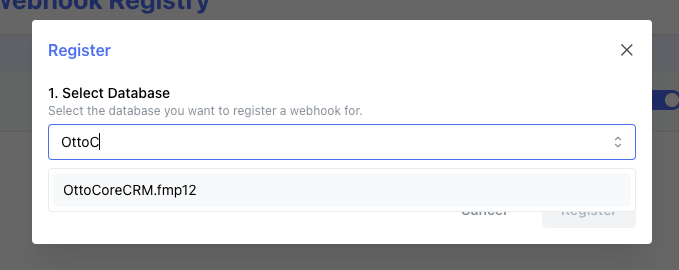 Webhook Registry
Register
1. Select Database
Select the database you want to register a webhook for.
OttoC
OttoCoreCRM.fmp12
Cancel
Register